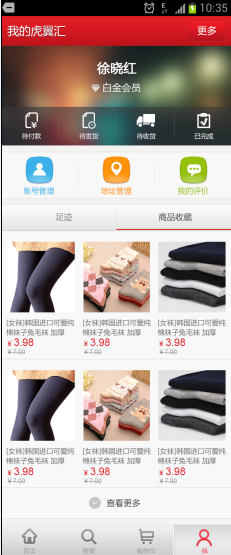 10:35
我的虎翼汇 更多
徐晓红
白金会员
待付款 待发货 待收货 已完成
帐号管理 地址管理 我的评价
足迹 商品收藏
[女袜]韩国进口可爱纯 [女袜]韩国进口可爱纯 [女袜]韩国进口可爱纯
棉袜子兔毛袜 加厚 棉袜子兔毛袜 加厚 棉袜子兔毛袜 加厚
¥ 3.98 ¥ 3.98 ¥ 3.98
¥ 7.00 ¥ 7.00 ¥ 7.00
[女袜]韩国进口可爱纯 [女袜]韩国进口可爱纯 [女袜]韩国进口可爱纯
棉袜子兔毛袜 加厚 棉袜子兔毛袜 加厚 棉袜子兔毛袜 加厚
¥ 3.98 ¥ 3.98 ¥ 3.98
¥ 7.00 ¥ 7.00 ¥ 7.00
查看更多
首页 搜索 购物车 我